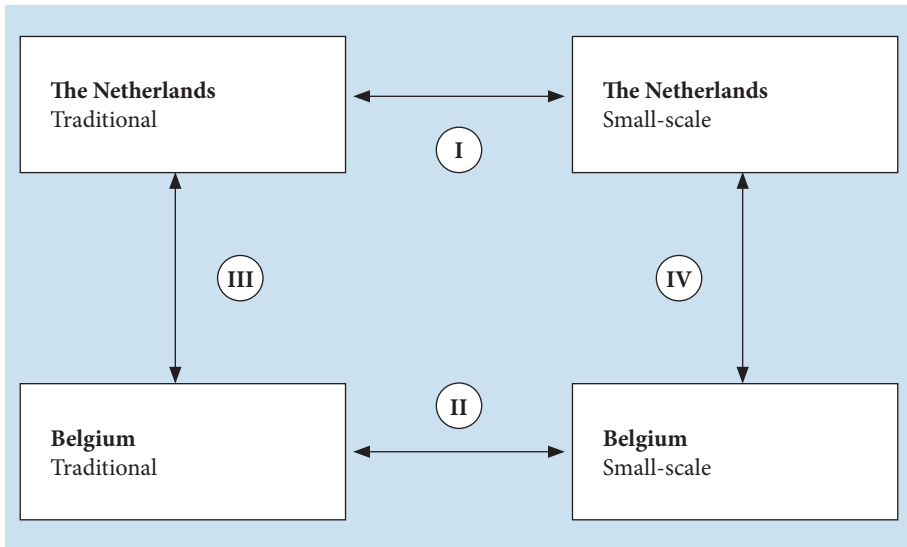 The Netherlands
Traditional
The Netherlands
Small-scale
I
III
IV
II
Belgium
Traditional
Belgium
Small-scale